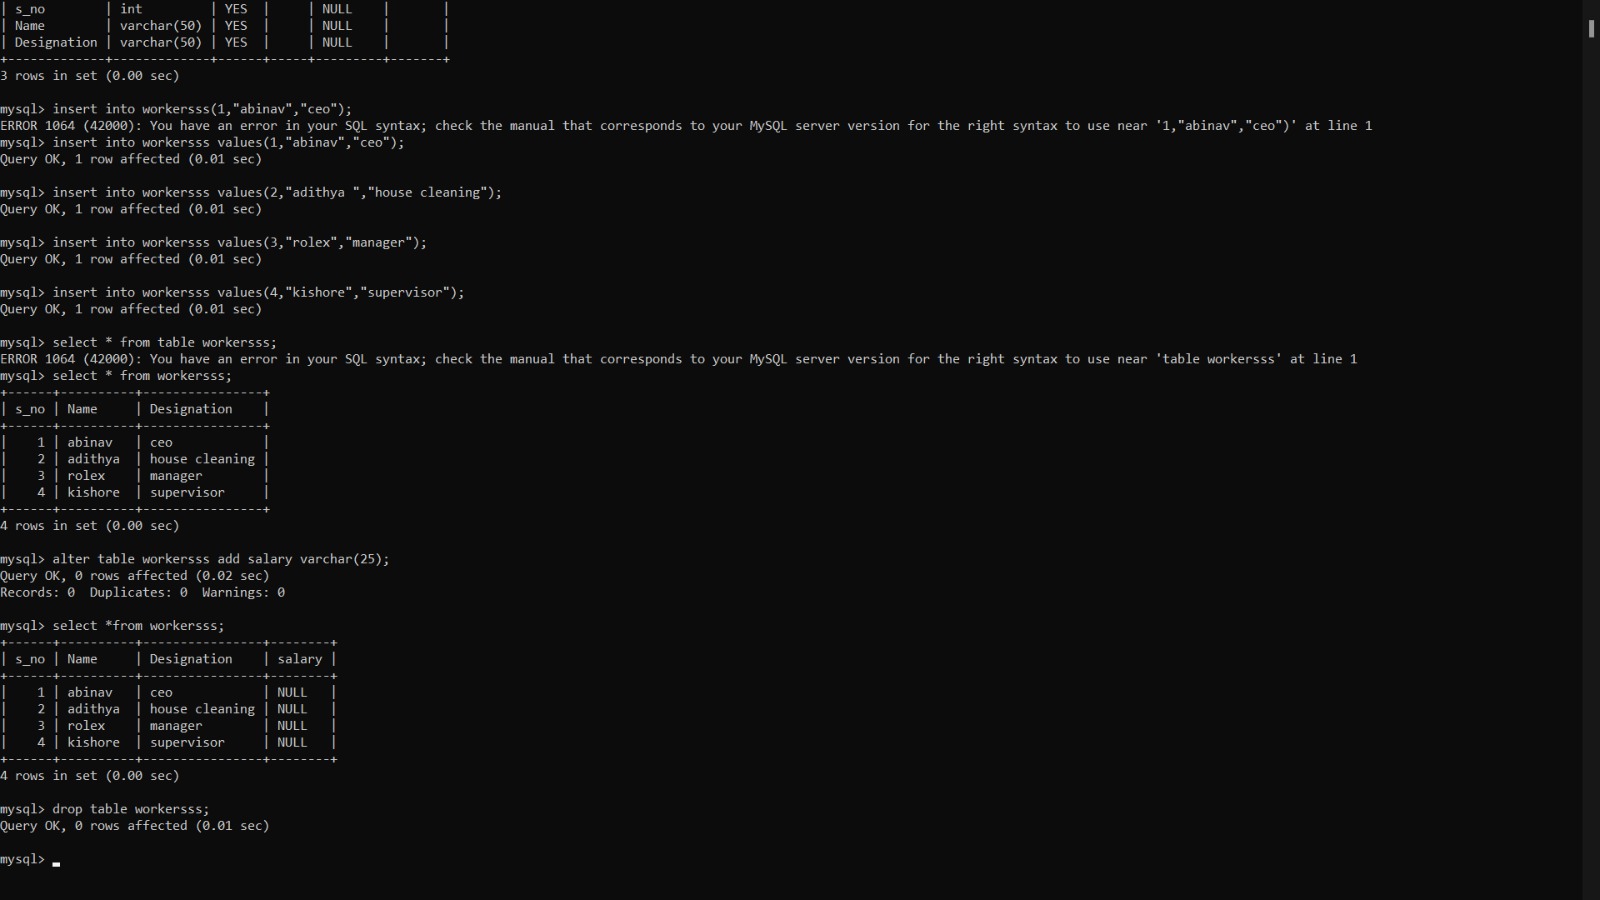 | s_no        | int         | YES  |     | NULL    |       |
| Name        | varchar(50) | YES  |     | NULL    |       |
| Designation | varchar(50) | YES  |     | NULL    |       |
+-------------+-------------+------+-----+---------+-------+
3 rows in set (0.00 sec)

mysql> insert into workersss(1,"abinav","ceo");
ERROR 1064 (42000): You have an error in your SQL syntax; check the manual that corresponds to your MySQL server version for the right syntax to use near '1,"abinav","ceo")' at line 1
mysql> insert into workersss values(1,"abinav","ceo");
Query OK, 1 row affected (0.01 sec)

mysql> insert into workersss values(2,"adithya ","house cleaning");
Query OK, 1 row affected (0.01 sec)

mysql> insert into workersss values(3,"rolex","manager");
Query OK, 1 row affected (0.01 sec)

mysql> insert into workersss values(4,"kishore","supervisor");
Query OK, 1 row affected (0.01 sec)

mysql> select * from table workersss;
ERROR 1064 (42000): You have an error in your SQL syntax; check the manual that corresponds to your MySQL server version for the right syntax to use near 'table workersss' at line 1
mysql> select * from workersss;
+------+----------+----------------+
| s_no | Name     | Designation    |
+------+----------+----------------+
|    1 | abinav   | ceo            |
|    2 | adithya  | house cleaning |
|    3 | rolex    | manager        |
|    4 | kishore  | supervisor     |
+------+----------+----------------+
4 rows in set (0.00 sec)

mysql> alter table workersss add salary varchar(25);
Query OK, 0 rows affected (0.02 sec)
Records: 0  Duplicates: 0  Warnings: 0

mysql> select *from workersss;
+------+----------+----------------+--------+
| s_no | Name     | Designation    | salary |
+------+----------+----------------+--------+
|    1 | abinav   | ceo            | NULL   |
|    2 | adithya  | house cleaning | NULL   |
|    3 | rolex    | manager        | NULL   |
|    4 | kishore  | supervisor     | NULL   |
+------+----------+----------------+--------+
4 rows in set (0.00 sec)

mysql> drop table workersss;
Query OK, 0 rows affected (0.01 sec)

mysql>